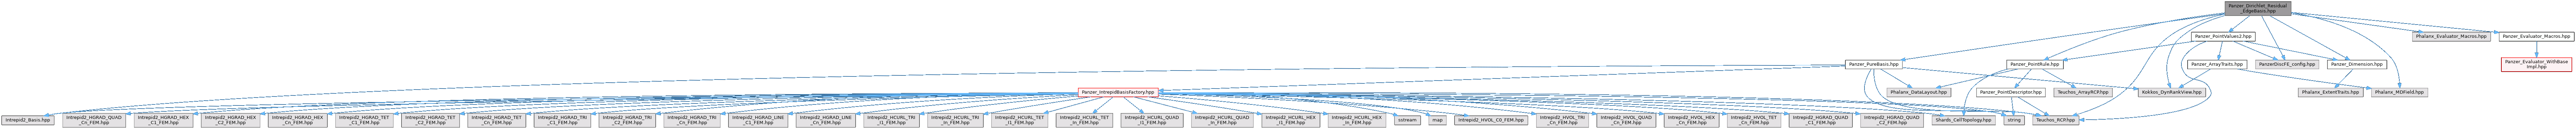 Panzer_Dirichlet_Residual
_EdgeBasis.hpp
Panzer_PointValues2.hpp
Phalanx_Evaluator_Macros.hpp
Panzer_Evaluator_Macros.hpp
Panzer_PureBasis.hpp
Panzer_PointRule.hpp
Panzer_ArrayTraits.hpp
PanzerDiscFE_config.hpp
Panzer_Dimension.hpp
Panzer_Evaluator_WithBase
Impl.hpp
Panzer_IntrepidBasisFactory.hpp
Phalanx_DataLayout.hpp
Panzer_PointDescriptor.hpp
Teuchos_ArrayRCP.hpp
Kokkos_DynRankView.hpp
Phalanx_ExtentTraits.hpp
Phalanx_MDField.hpp
Intrepid2_Basis.hpp
Intrepid2_HGRAD_QUAD
_Cn_FEM.hpp
Intrepid2_HGRAD_HEX
_C1_FEM.hpp
Intrepid2_HGRAD_HEX
_C2_FEM.hpp
Intrepid2_HGRAD_HEX
_Cn_FEM.hpp
Intrepid2_HGRAD_TET
_C1_FEM.hpp
Intrepid2_HGRAD_TET
_C2_FEM.hpp
Intrepid2_HGRAD_TET
_Cn_FEM.hpp
Intrepid2_HGRAD_TRI
_C1_FEM.hpp
Intrepid2_HGRAD_TRI
_C2_FEM.hpp
Intrepid2_HGRAD_TRI
_Cn_FEM.hpp
Intrepid2_HGRAD_LINE
_C1_FEM.hpp
Intrepid2_HGRAD_LINE
_Cn_FEM.hpp
Intrepid2_HCURL_TRI
_I1_FEM.hpp
Intrepid2_HCURL_TRI
_In_FEM.hpp
Intrepid2_HCURL_TET
_I1_FEM.hpp
Intrepid2_HCURL_TET
_In_FEM.hpp
Intrepid2_HCURL_QUAD
_I1_FEM.hpp
Intrepid2_HCURL_QUAD
_In_FEM.hpp
Intrepid2_HCURL_HEX
_I1_FEM.hpp
Intrepid2_HCURL_HEX
_In_FEM.hpp
sstream
map
Intrepid2_HVOL_C0_FEM.hpp
Intrepid2_HVOL_TRI
_Cn_FEM.hpp
Intrepid2_HVOL_QUAD
_Cn_FEM.hpp
Intrepid2_HVOL_HEX
_Cn_FEM.hpp
Intrepid2_HVOL_TET
_Cn_FEM.hpp
Intrepid2_HGRAD_QUAD
_C1_FEM.hpp
Intrepid2_HGRAD_QUAD
_C2_FEM.hpp
Shards_CellTopology.hpp
string
Teuchos_RCP.hpp